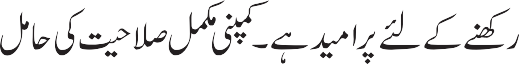 رکھنے کے لئے پرامید ہے۔ کمپنی مکمل صلاحیت کی حامل